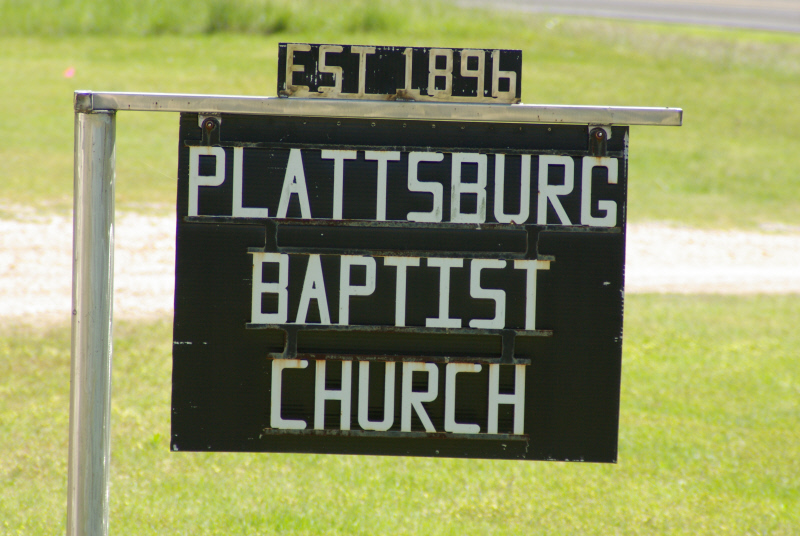 EST 1896
PLATTSBURG
BAPTIST
CHURCH